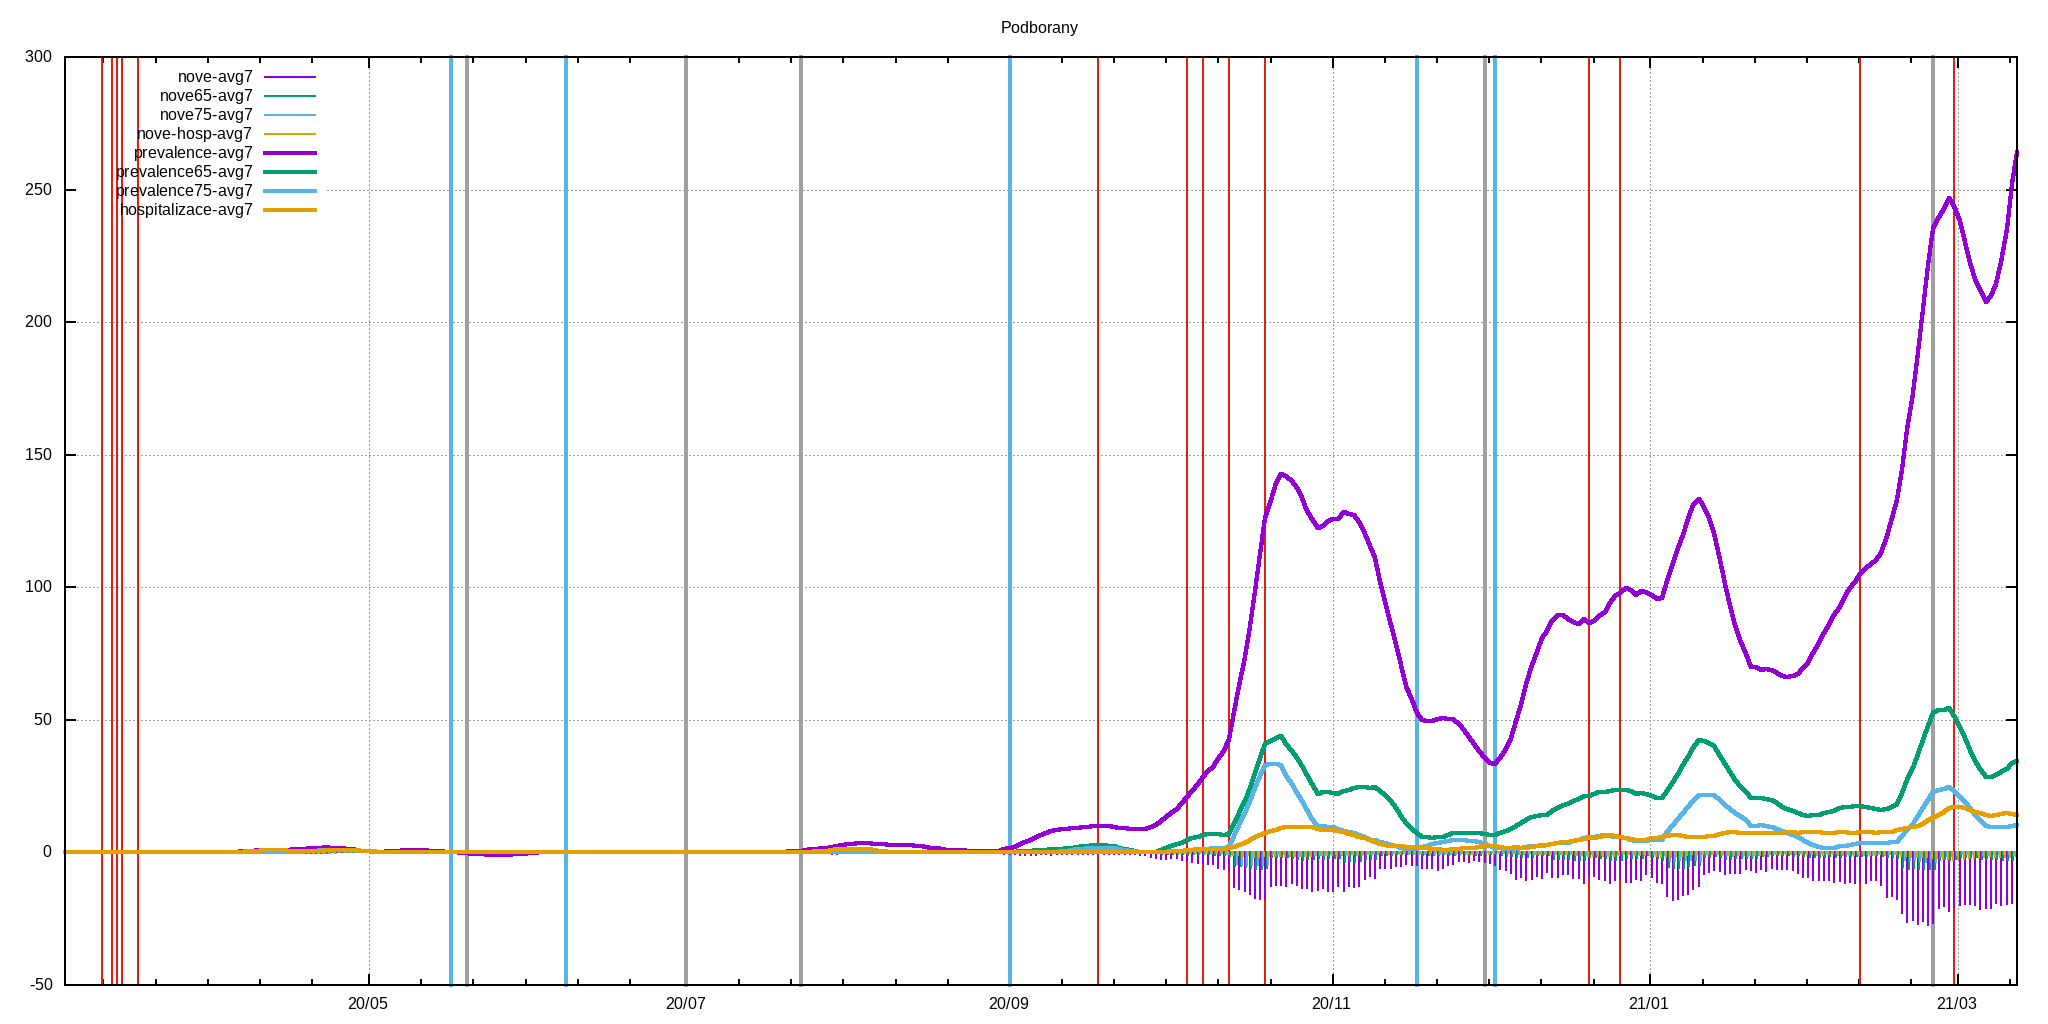 Podborany
300
nove-avg7
nove65-avg7
nove75-avg7
nove-hosp-avg7
prevalence-avg7
prevalence65-avg7
250
prevalence75-avg7
hospitalizace-avg7
200
150
100
50
0
-50
20/05 20/07 20/09 20/11 21/01 21/03